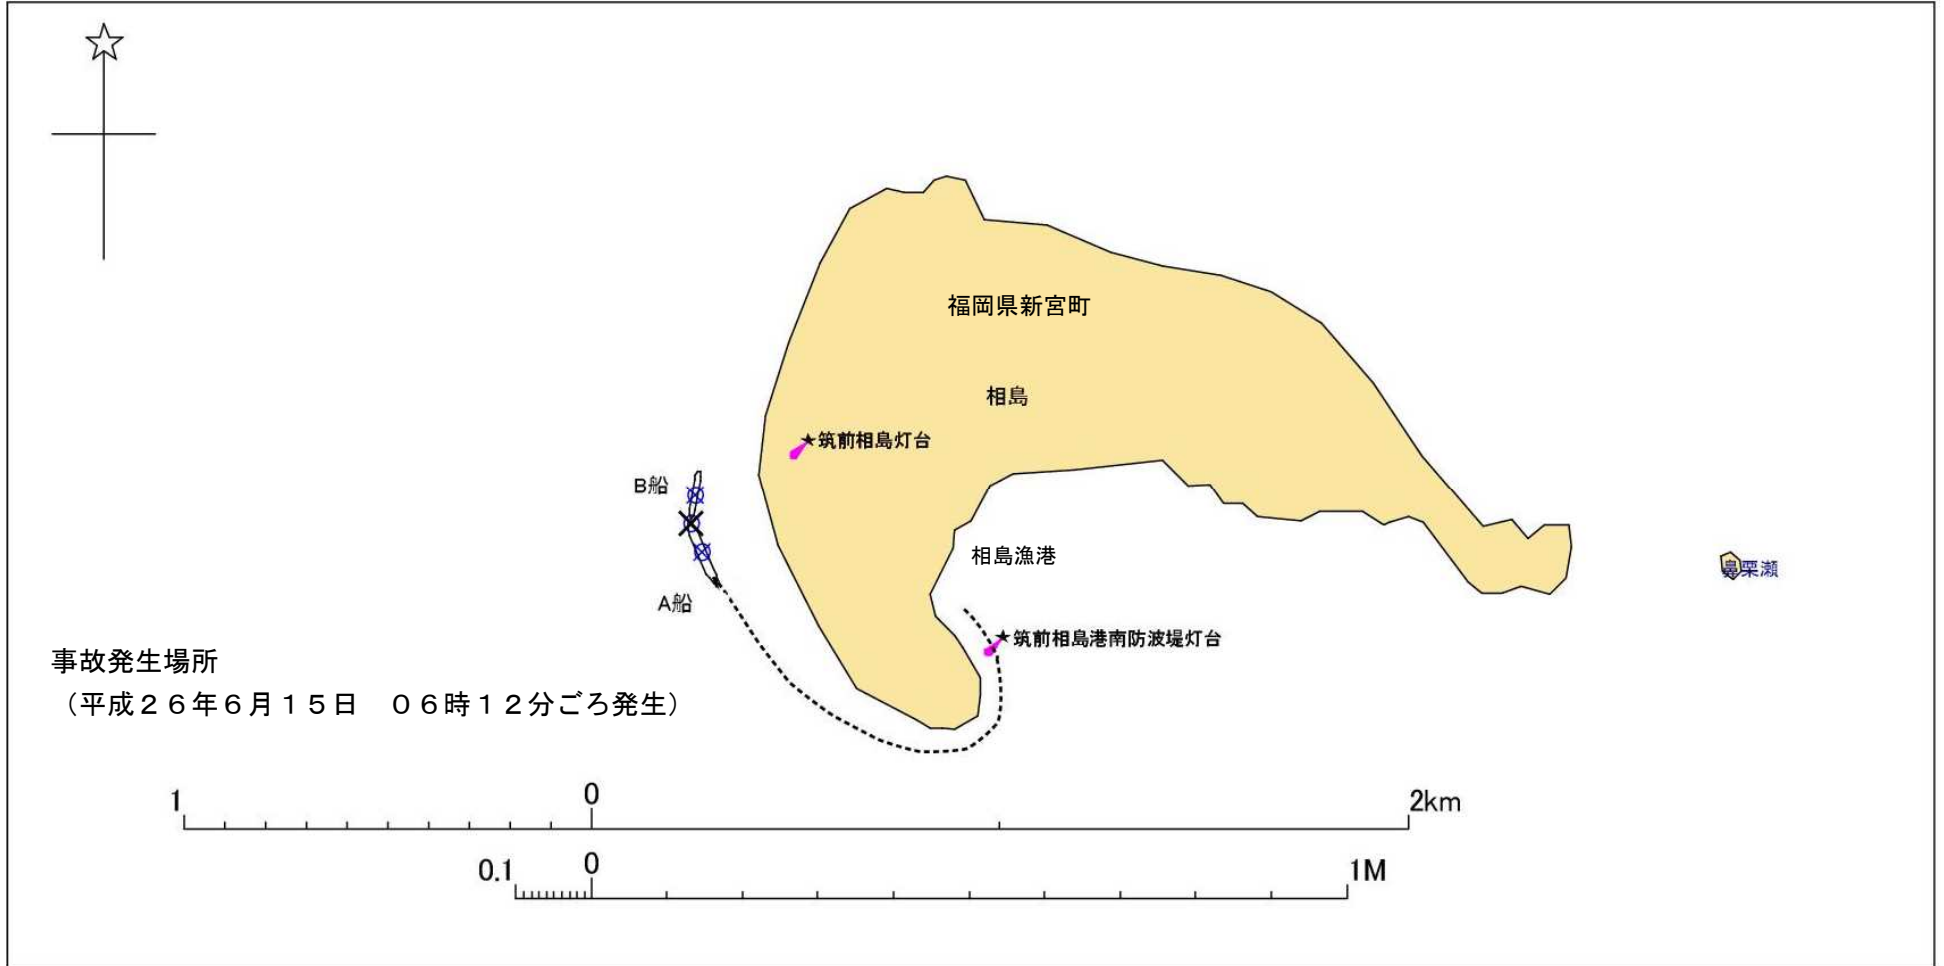 福岡県新宮町
相島
★筑前相島灯台
B船
相島漁港
鼻栗瀬
A船
★筑前相島港南防波堤灯台
事故発生場所
（平成２６年６月１５日　０６時１２分ごろ発生）
1 0 2km
0.1 0 1M